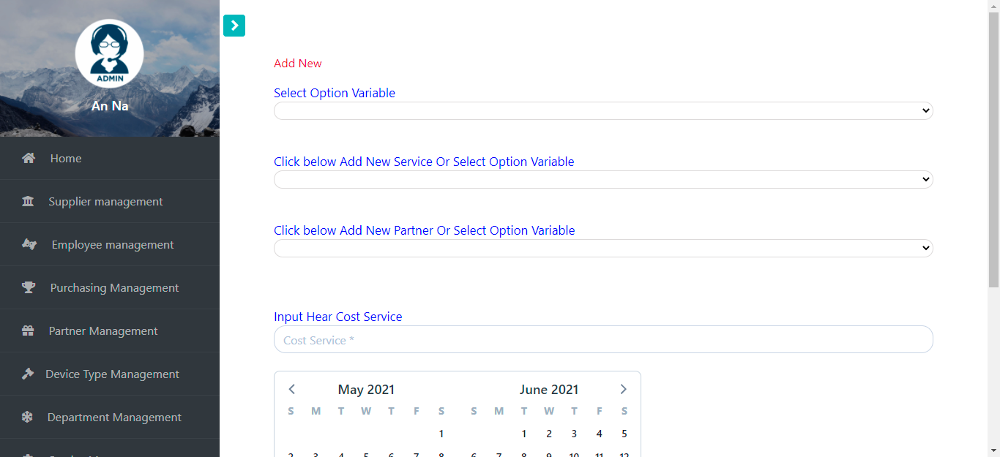 ADMIN
An Na
Home
Supplier management
Employee management
Purchasing Management
Partner Management
Device Type Management
Department Management
Add New
Select Option Variable
Click below Add New Service Or Select Option Variable
Click below Add New Partner Or Select Option Variable
Input Hear Cost Service
Cost Service *
May 2021 June 2021
S M T W T F S S M T W T F S
1 1 2 3 4 5
2 3 4 5 6 7 8 6 7 8 9 10 11 12